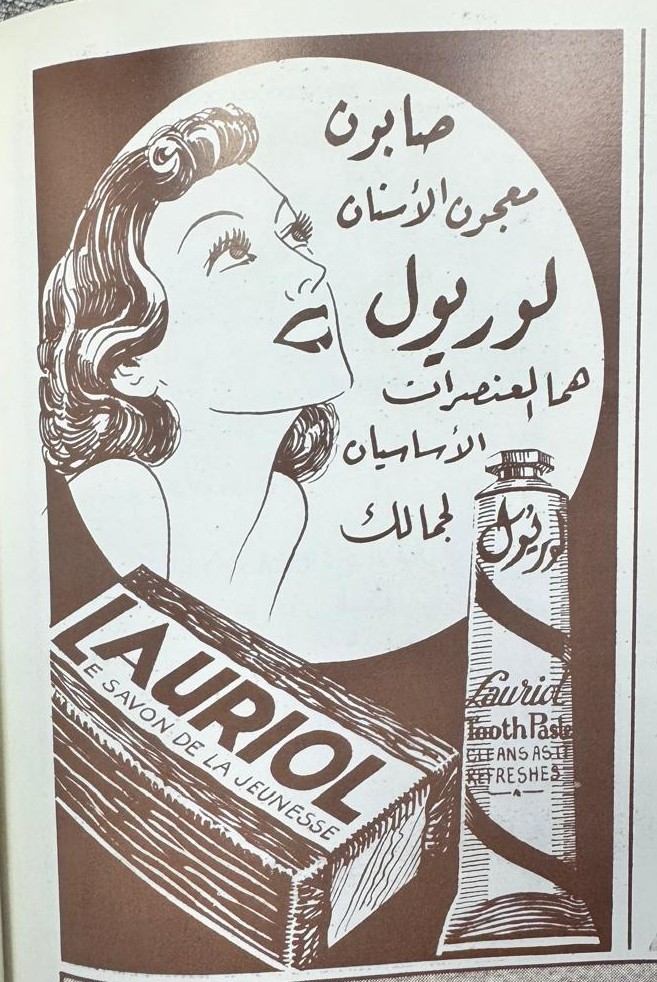 صابون
معجون الأسنان
لوريول
هما العنصران
الأساسيان
لجمالك
LAURIOL
LE SAVON DE LA JEUNESSE
لوريول
Lauriol
Tooth Paste
CLEANS AS IT
REFRESHES